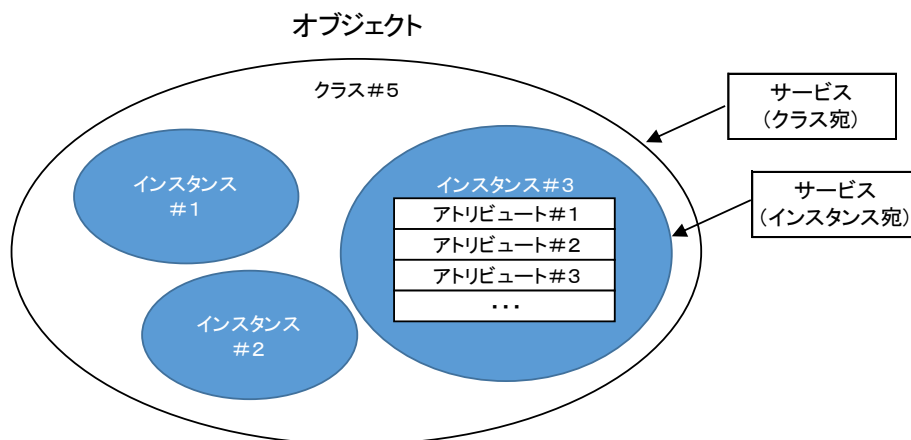 オブジェクト
クラス#5
サービス
(クラス宛)
インスタンス
#1
インスタンス#3
アトリビュート#1
アトリビュート#2
アトリビュート#3
・・・
サービス
(インスタンス宛)
インスタンス
#2